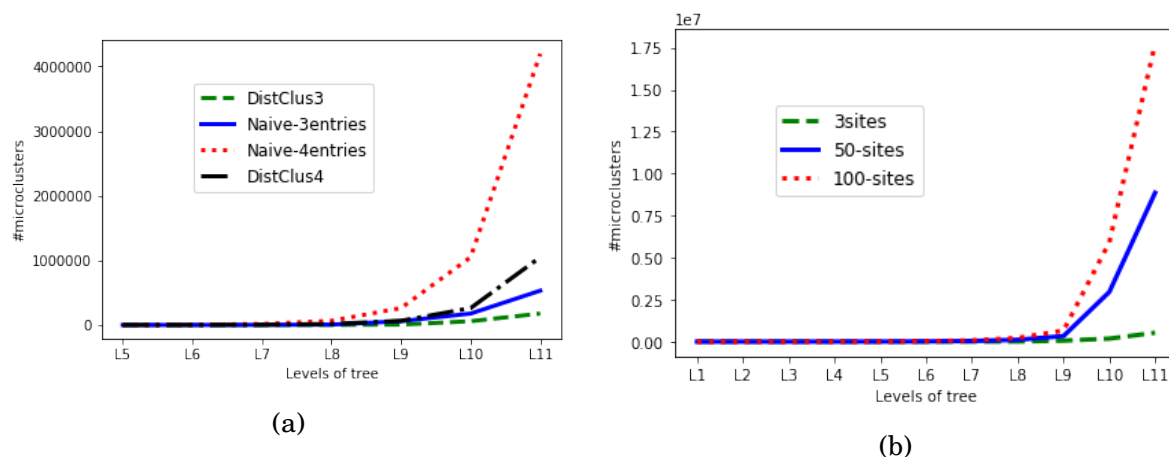 4000000
3000000
2000000
1000000
0
#microclusters
DistClus3
Naive-3entries
Naive-4entries
DistClus4
L5 L6 L7 L8 L9 L10 L11
Levels of tree
(a)
1e7
1.75
1.50
1.25
1.00
0.75
0.50
0.25
0.00
#microclusters
3sites
50-sites
100-sites
L1 L2 L3 L4 L5 L6 L7 L8 L9 L10 L11
Levels of tree
(b)